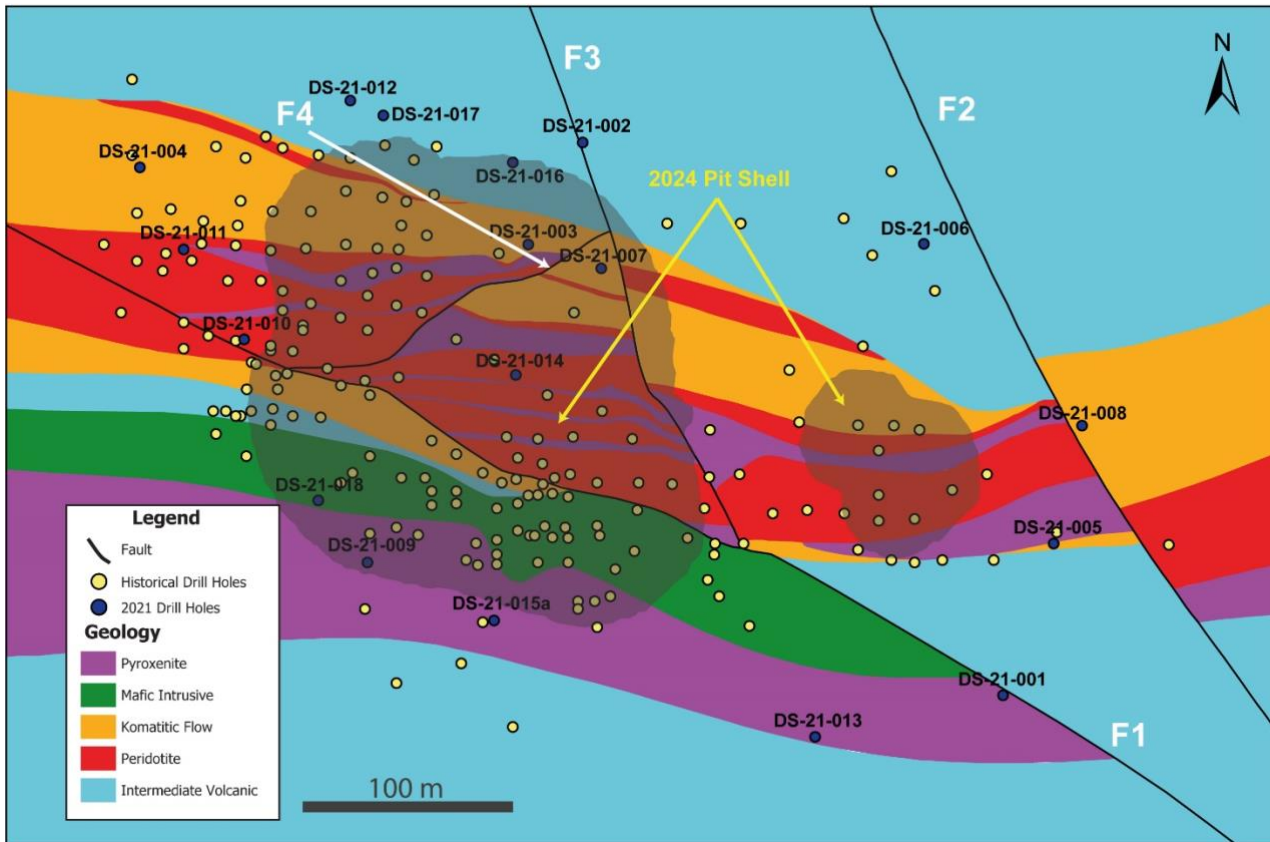 N
F3
F2
DS-21-012
F4
DS-21-017
DS-21-002
DS-21-004
DS-21-016
2024 Pit Shell
DS-21-011
DS-21-003
DS-21-006
DS-21-007
DS-21-010
DS-21-014
DS-21-008
DS-21-018
DS-21-005
DS-21-009
DS-21-015a
DS-21-001
DS-21-013
F1
Legend
Fault
Historical Drill Holes
2021 Drill Holes
Geology
Pyroxenite
Mafic Intrusive
Komatitic Flow
Peridotite
Intermediate Volcanic
100 m